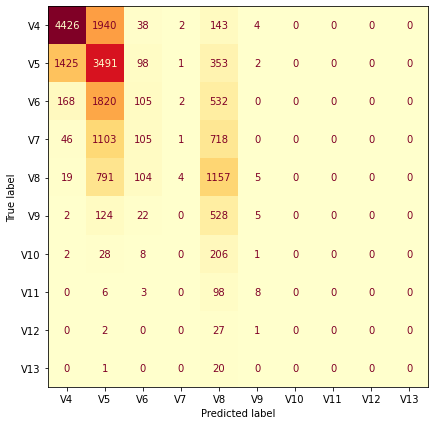 V4 4426 1940 38 2 143 4 0 0 0 0
V5 1425 3491 98 1 353 2 0 0 0 0
V6 168 1820 105 2 532 0 0 0 0 0
V7 46 1103 105 1 718 0 0 0 0 0
V8 19 791 104 4 1157 5 0 0 0 0
V9 2 124 22 0 528 5 0 0 0 0
V10 2 28 8 0 206 1 0 0 0 0
V11 0 6 3 0 98 8 0 0 0 0
V12 0 2 0 0 27 1 0 0 0 0
V13 0 1 0 0 20 0 0 0 0 0
V4 V5 V6 V7 V8 V9 V10 V11 V12 V13
Predicted label
True label